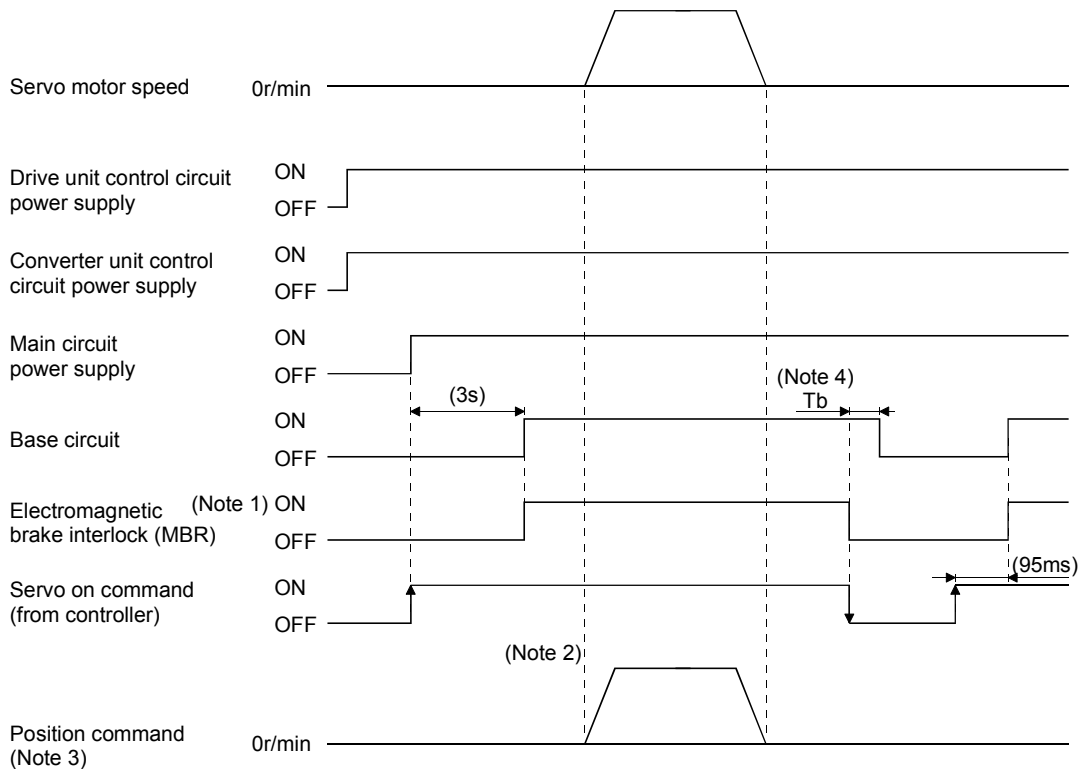 Servo motor speed 0r/min
Drive unit control circuit
power supply
ON
OFF
Converter unit control
circuit power supply
ON
OFF
Main circuit
power supply
ON
OFF
(3s)
(Note 4)
Tb
Base circuit
ON
OFF
Electromagnetic
brake interlock (MBR)
(Note 1) ON
OFF
(95ms)
Servo on command
(from controller)
ON
OFF
(Note 2)
Position command
(Note 3)
0r/min